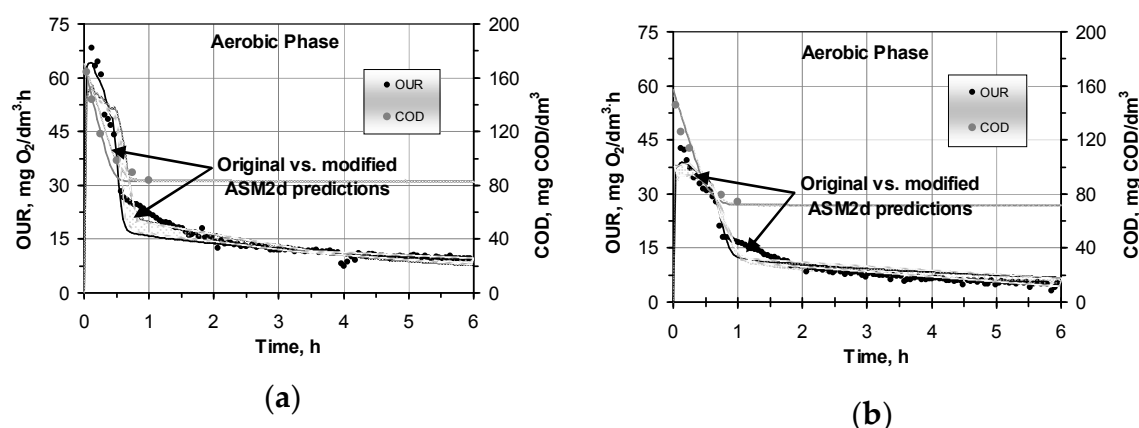 75
60
45
30
15
0
OUR, mg O₂/dm³·h
200
160
120
80
40
0
COD, mg COD/dm³
Aerobic Phase
OUR
COD
Original vs. modified
ASM2d predictions
0 1 2 3 4 5 6
Time, h
(a)
75
60
45
30
15
0
OUR, mg O₂/dm³·h
200
160
120
80
40
0
COD, mg COD/dm³
Aerobic Phase
OUR
COD
Original vs. modified
ASM2d predictions
0 1 2 3 4 5 6
Time, h
(b)